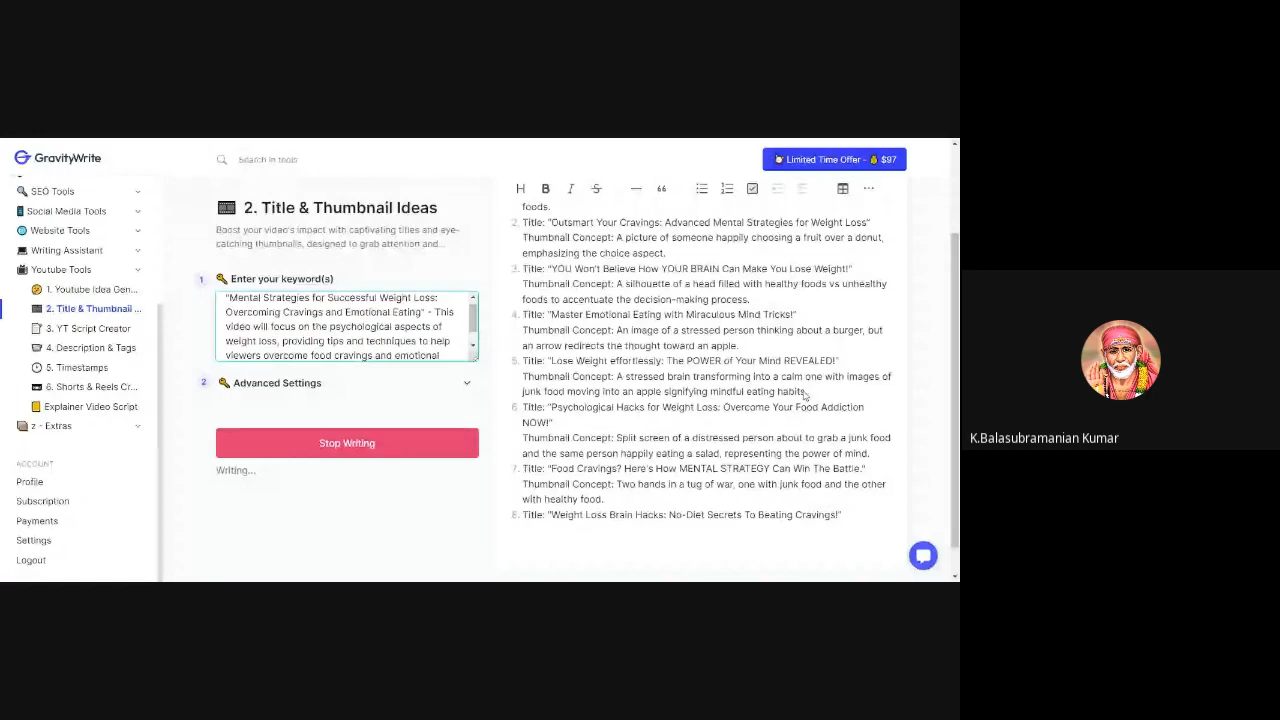 GravityWrite
Search in tools
Limited Time Offer - $97
SEO Tools
Social Media Tools
Website Tools
Writing Assistant
Youtube Tools
1. Youtube Idea Gen...
2. Title & Thumbnail ...
3. YT Script Creator
4. Description & Tags
5. Timestamps
6. Shorts & Reels Cr...
Explainer Video Script
z - Extras
ACCOUNT
Profile
Subscription
Payments
Settings
Logout
2. Title & Thumbnail Ideas
Boost your video's impact with captivating titles and eye-
catching thumbnails, designed to grab attention and...
1 Enter your keyword(s)
"Mental Strategies for Successful Weight Loss:
Overcoming Cravings and Emotional Eating" - This
video will focus on the psychological aspects of
weight loss, providing tips and techniques to help
viewers overcome food cravings and emotional
2 Advanced Settings
Stop Writing
Writing...
H B I S 66
foods.
2. Title: "Outsmart Your Cravings: Advanced Mental Strategies for Weight Loss"
Thumbnail Concept: A picture of someone happily choosing a fruit over a donut,
emphasizing the choice aspect.
3. Title: "YOU Won't Believe How YOUR BRAIN Can Make You Lose Weight!"
Thumbnail Concept: A silhouette of a head filled with healthy foods vs unhealthy
foods to accentuate the decision-making process.
4. Title: "Master Emotional Eating with Miraculous Mind Tricks!"
Thumbnail Concept: An image of a stressed person thinking about a burger, but
an arrow redirects the thought toward an apple.
5. Title: "Lose Weight effortlessly: The POWER of Your Mind REVEALED!"
Thumbnail Concept: A stressed brain transforming into a calm one with images of
junk food moving into an apple signifying mindful eating habits.
6. Title: "Psychological Hacks for Weight Loss: Overcome Your Food Addiction
NOW!"
Thumbnail Concept: Split screen of a distressed person about to grab a junk food
and the same person happily eating a salad, representing the power of mind.
7. Title: "Food Cravings? Here's How MENTAL STRATEGY Can Win The Battle."
Thumbnail Concept: Two hands in a tug of war, one with junk food and the other
with healthy food.
8. Title: "Weight Loss Brain Hacks: No-Diet Secrets To Beating Cravings!"
K.Balasubramanian Kumar